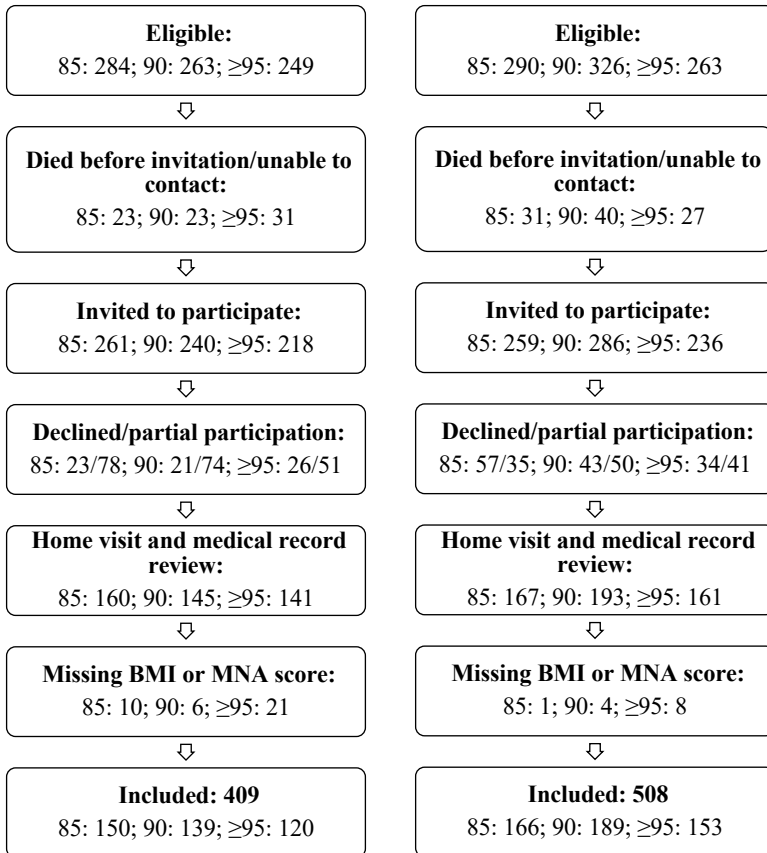 Eligible:
85: 284; 90: 263; ≥95: 249
Died before invitation/unable to
contact:
85: 23; 90: 23; ≥95: 31
Invited to participate:
85: 261; 90: 240; ≥95: 218
Declined/partial participation:
85: 23/78; 90: 21/74; ≥95: 26/51
Home visit and medical record
review:
85: 160; 90: 145; ≥95: 141
Missing BMI or MNA score:
85: 10; 90: 6; ≥95: 21
Included: 409
85: 150; 90: 139; ≥95: 120
Eligible:
85: 290; 90: 326; ≥95: 263
Died before invitation/unable to
contact:
85: 31; 90: 40; ≥95: 27
Invited to participate:
85: 259; 90: 286; ≥95: 236
Declined/partial participation:
85: 57/35; 90: 43/50; ≥95: 34/41
Home visit and medical record
review:
85: 167; 90: 193; ≥95: 161
Missing BMI or MNA score:
85: 1; 90: 4; ≥95: 8
Included: 508
85: 166; 90: 189; ≥95: 153